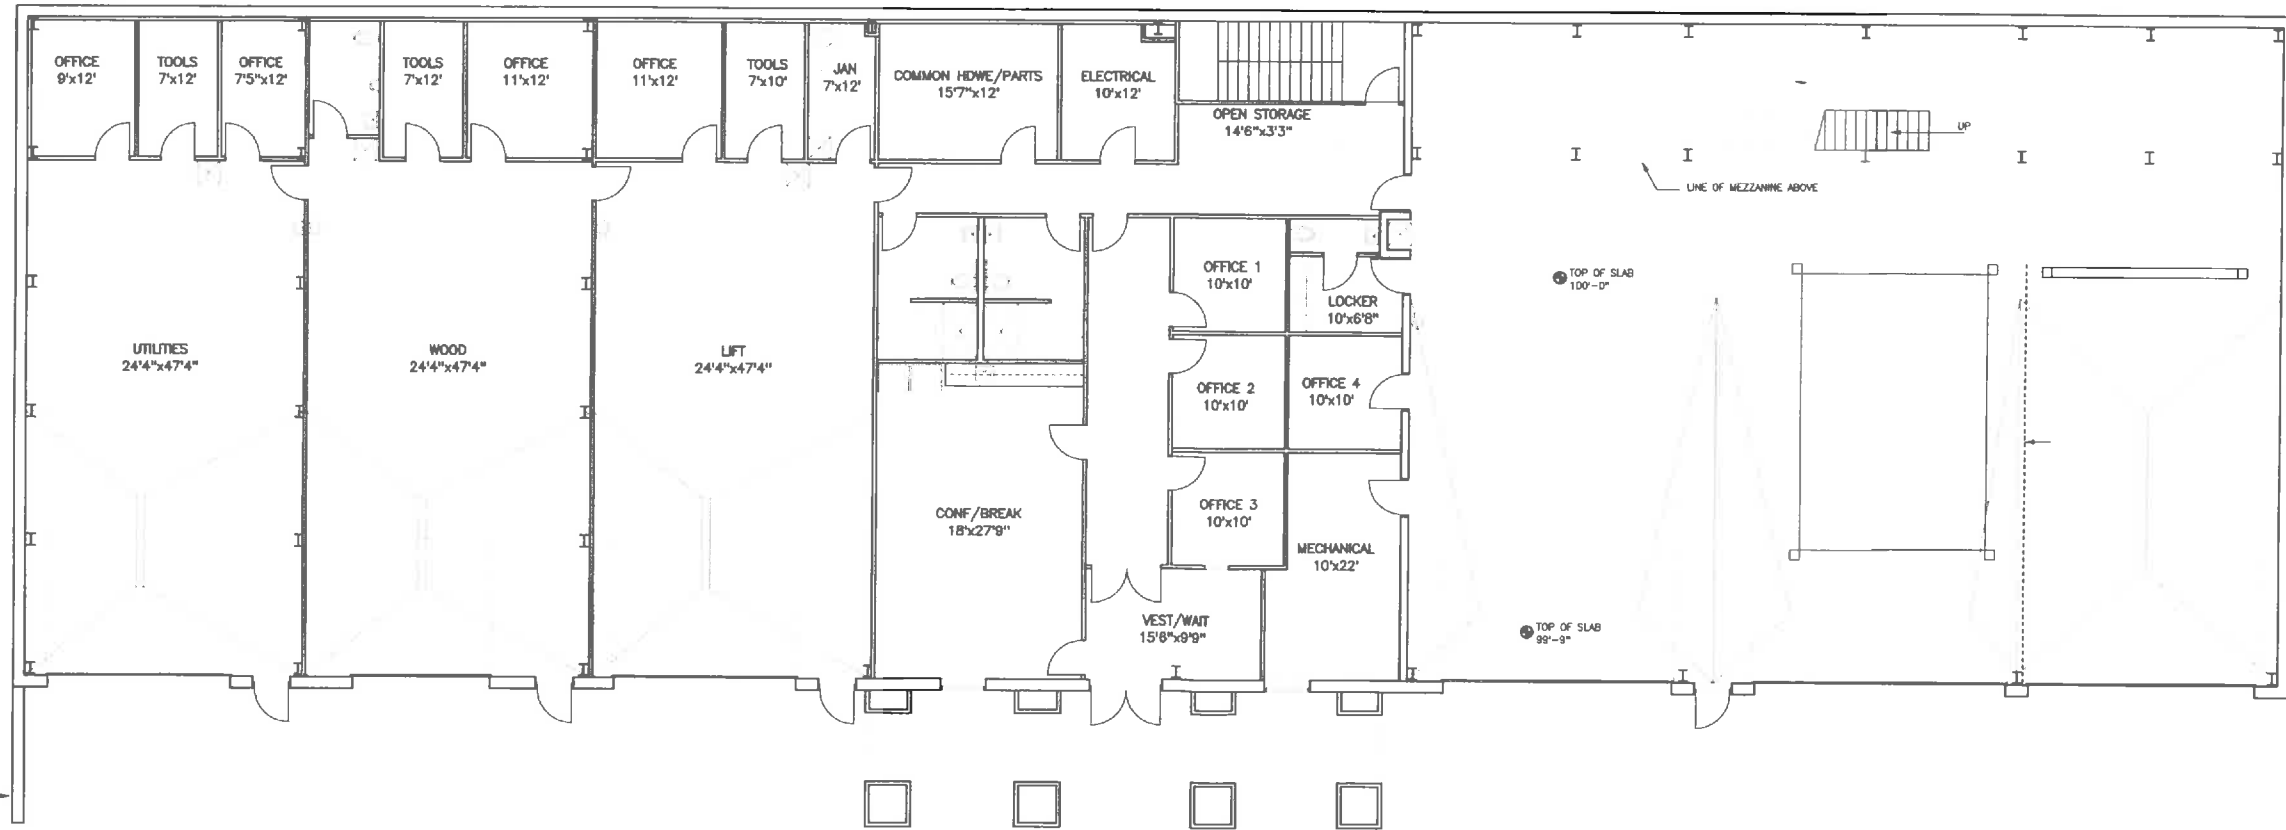 OFFICE
9'x12'
TOOLS
7'x12'
OFFICE
7'5"x12'
TOOLS
7'x12'
OFFICE
11'x12'
OFFICE
11'x12'
TOOLS
7'x10'
JAN
7'x12'
COMMON HDWE/PARTS
15'7"x12'
ELECTRICAL
10'x12'
OPEN STORAGE
14'6"x3'3"
UP
LINE OF MEZZANINE ABOVE
OFFICE 1
10'x10'
LOCKER
10'x6'8"
TOP OF SLAB
100'-0"
UTILITIES
24'4"x47'4"
WOOD
24'4"x47'4"
LIFT
24'4"x47'4"
OFFICE 2
10'x10'
OFFICE 4
10'x10'
CONF/BREAK
18'x27'9"
OFFICE 3
10'x10'
MECHANICAL
10'x22'
VEST/WAIT
15'6"x9'9"
TOP OF SLAB
99'-9"